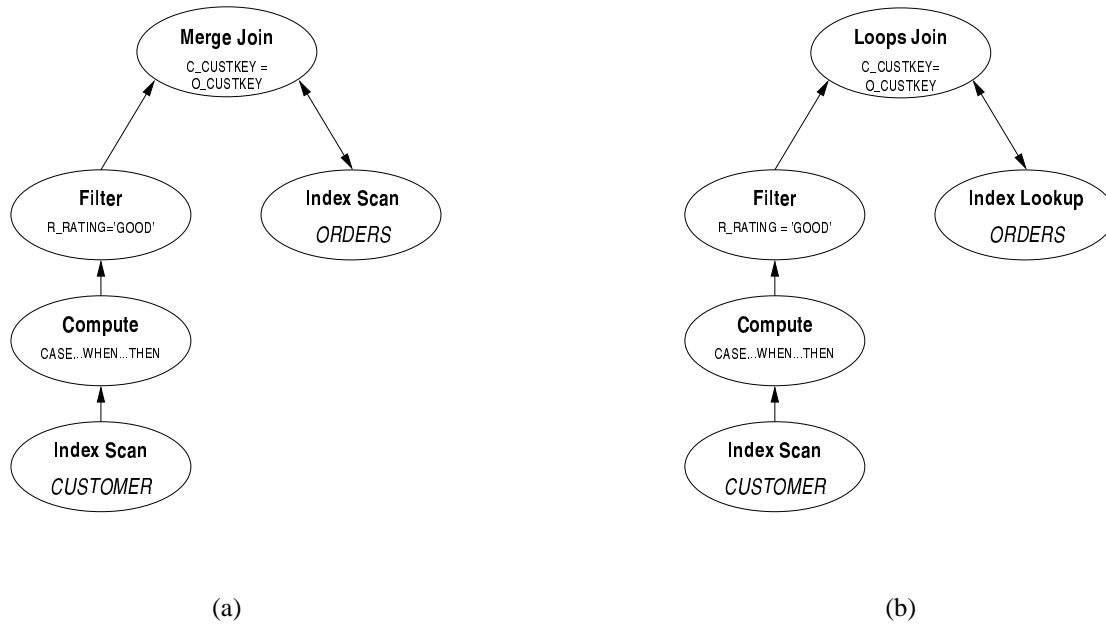 Merge Join
C_CUSTKEY =
O_CUSTKEY
Filter
R_RATING='GOOD'
Index Scan
ORDERS
Compute
CASE...WHEN...THEN
Index Scan
CUSTOMER
(a)
Loops Join
C_CUSTKEY=
O_CUSTKEY
Filter
R_RATING = 'GOOD'
Index Lookup
ORDERS
Compute
CASE...WHEN...THEN
Index Scan
CUSTOMER
(b)